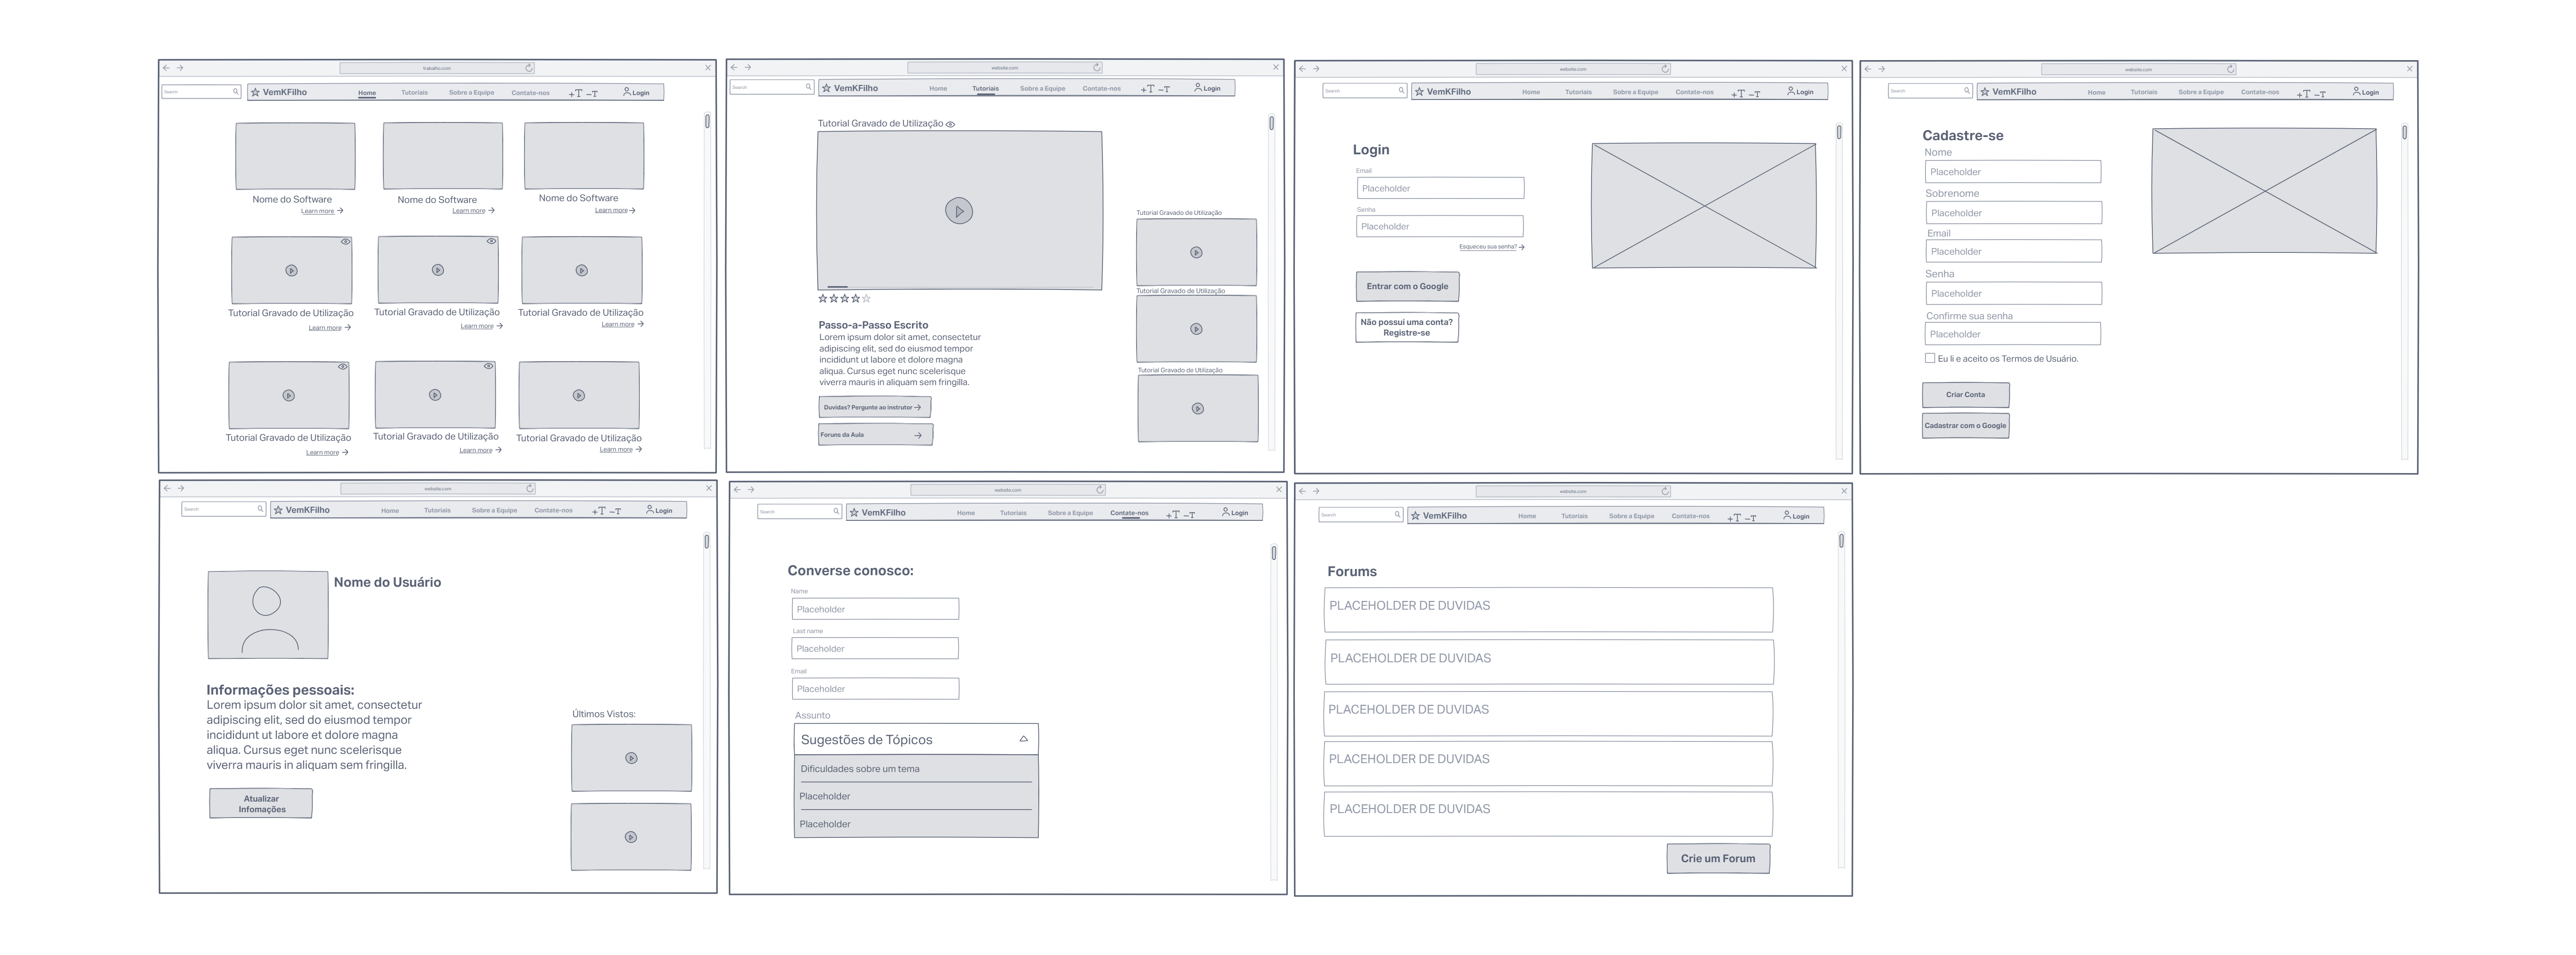 trabalho.com
Search
VemKFilho
Home
Tutoriais
Sobre a Equipe
Contate-nos
+T −T
Login
Nome do Software
Nome do Software
Nome do Software
Learn more
Learn more
Learn more
Tutorial Gravado de Utilização
Tutorial Gravado de Utilização
Tutorial Gravado de Utilização
Learn more
Learn more
Learn more
Tutorial Gravado de Utilização
Tutorial Gravado de Utilização
Tutorial Gravado de Utilização
Learn more
Learn more
Learn more
website.com
Search
VemKFilho
Home
Tutoriais
Sobre a Equipe
Contate-nos
+T −T
Login
Tutorial Gravado de Utilização
Passo-a-Passo Escrito
Lorem ipsum dolor sit amet, consectetur
adipiscing elit, sed do eiusmod tempor
incididunt ut labore et dolore magna
aliqua. Cursus eget nunc scelerisque
viverra mauris in aliquam sem fringilla.
Duvidas? Pergunte ao instrutor
Foruns da Aula
Tutorial Gravado de Utilização
Tutorial Gravado de Utilização
Tutorial Gravado de Utilização
website.com
Search
VemKFilho
Home
Tutoriais
Sobre a Equipe
Contate-nos
+T −T
Login
Login
Email
Placeholder
Senha
Placeholder
Esqueceu sua senha?
Entrar com o Google
Não possui uma conta?
Registre-se
website.com
Search
VemKFilho
Home
Tutoriais
Sobre a Equipe
Contate-nos
+T −T
Login
Cadastre-se
Nome
Placeholder
Sobrenome
Placeholder
Email
Placeholder
Senha
Placeholder
Confirme sua senha
Placeholder
Eu li e aceito os Termos de Usuário.
Criar Conta
Cadastrar com o Google
website.com
Search
VemKFilho
Home
Tutoriais
Sobre a Equipe
Contate-nos
+T −T
Login
Nome do Usuário
Informações pessoais:
Lorem ipsum dolor sit amet, consectetur
adipiscing elit, sed do eiusmod tempor
incididunt ut labore et dolore magna
aliqua. Cursus eget nunc scelerisque
viverra mauris in aliquam sem fringilla.
Atualizar
Infomações
Últimos Vistos:
website.com
Search
VemKFilho
Home
Tutoriais
Sobre a Equipe
Contate-nos
+T −T
Login
Converse conosco:
Name
Placeholder
Last name
Placeholder
Email
Placeholder
Assunto
Sugestões de Tópicos
Dificuldades sobre um tema
Placeholder
Placeholder
website.com
Search
VemKFilho
Home
Tutoriais
Sobre a Equipe
Contate-nos
+T −T
Login
Forums
PLACEHOLDER DE DUVIDAS
PLACEHOLDER DE DUVIDAS
PLACEHOLDER DE DUVIDAS
PLACEHOLDER DE DUVIDAS
PLACEHOLDER DE DUVIDAS
Crie um Forum